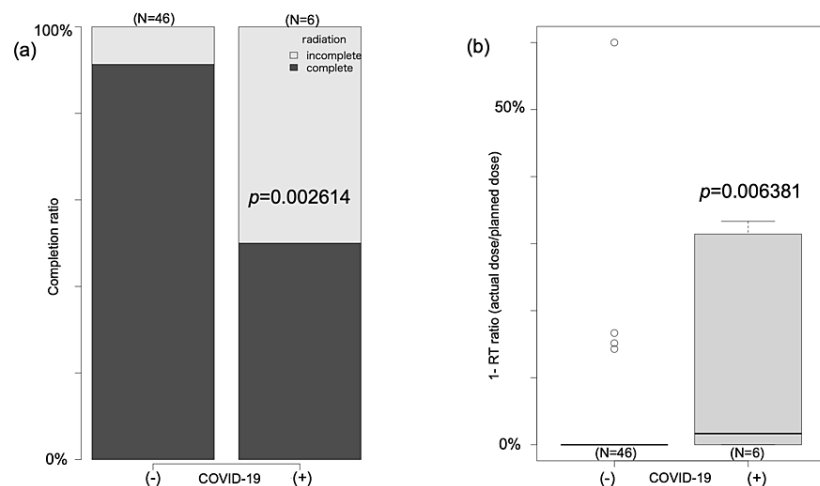 (a)
100%
(N=46)
(N=6)
radiation
incomplete
complete
p=0.002614
Completion ratio
0%
(-)
COVID-19
(+)
(b)
50%
p=0.006381
1- RT ratio (actual dose/planned dose)
0%
(N=46)
(N=6)
(-)
COVID-19
(+)